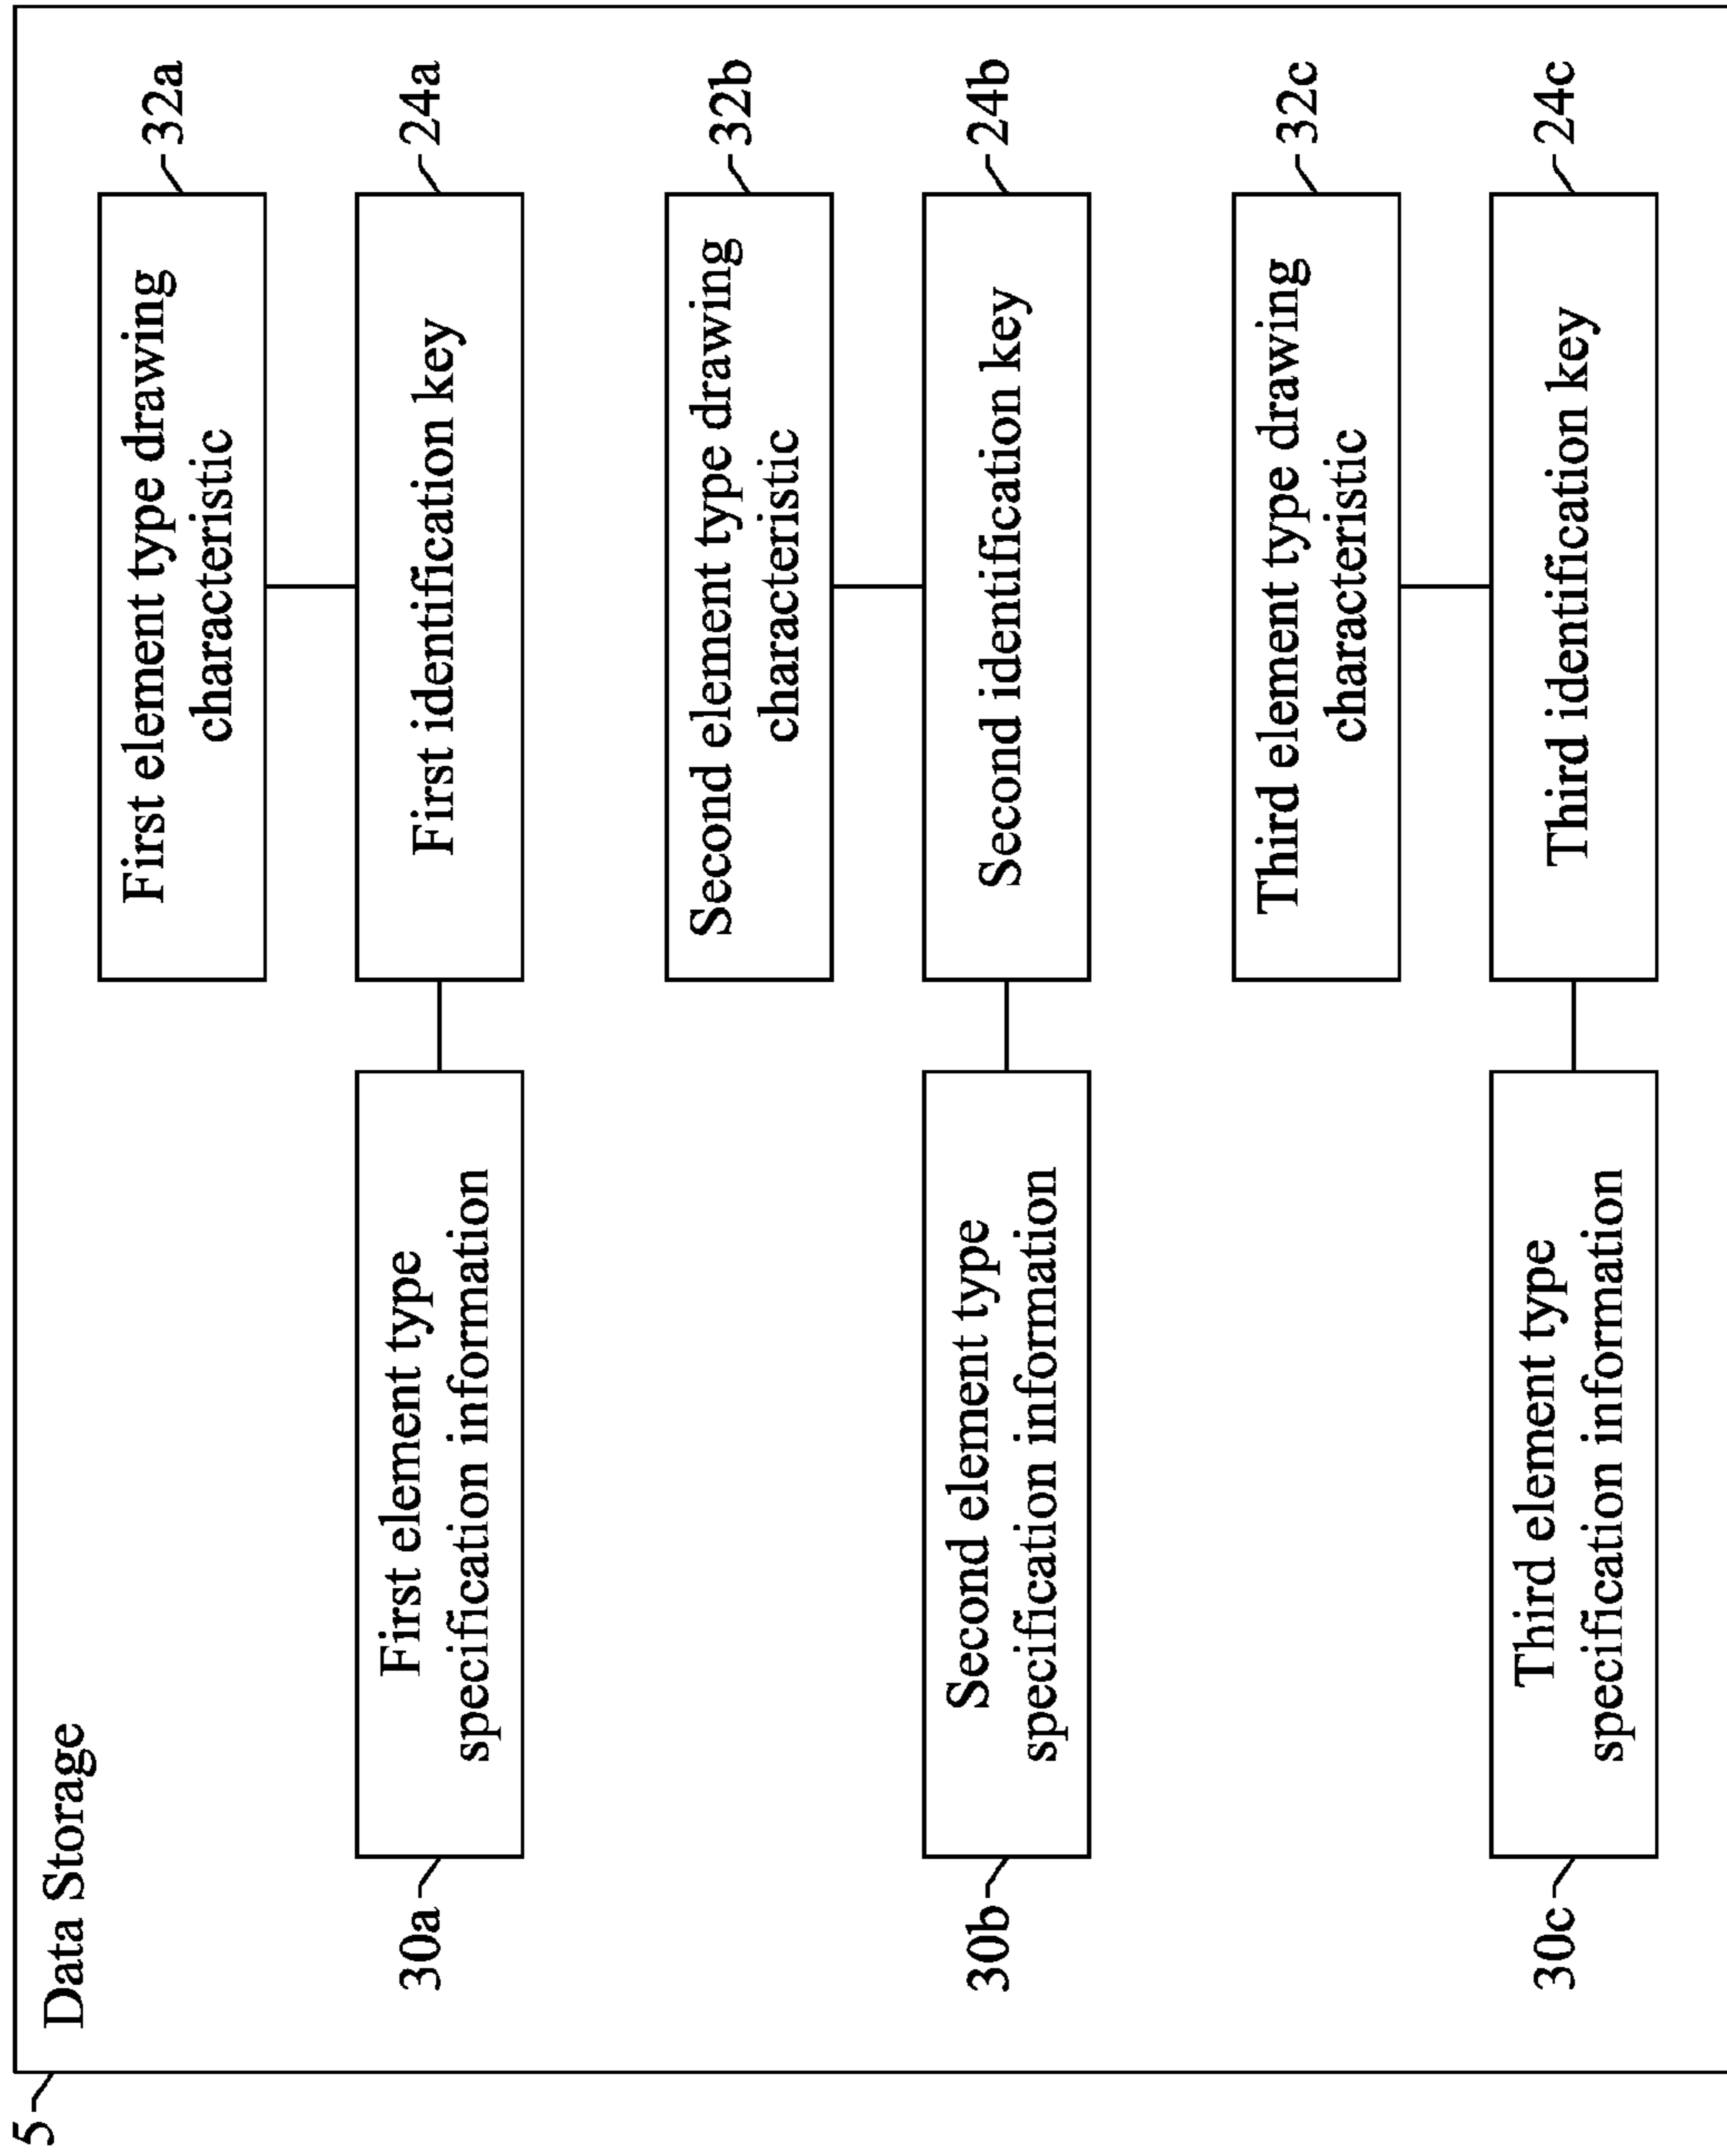 5
Data Storage
First element type drawing
characteristic
32a
30a
First element type
specification information
First identification key
24a
Second element type drawing
characteristic
32b
30b
Second element type
specification information
Second identification key
24b
Third element type drawing
characteristic
32c
30c
Third element type
specification information
Third identification key
24c